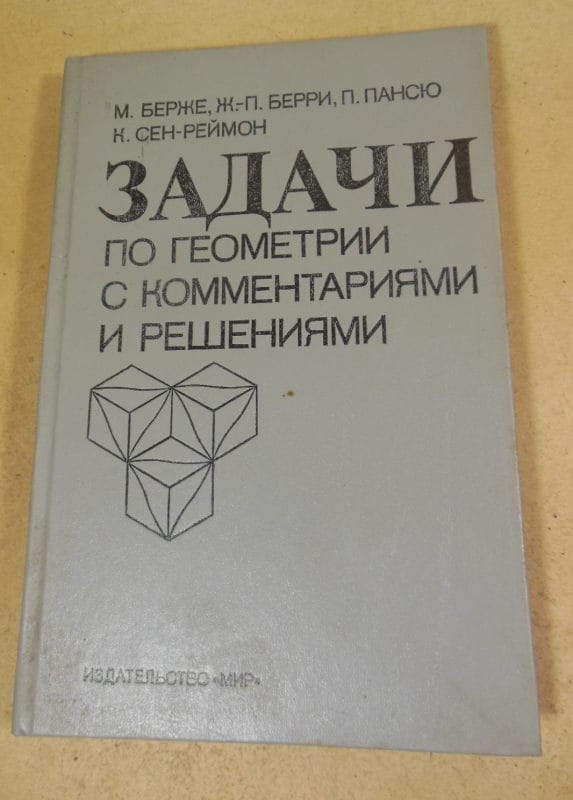 М. БЕРЖЕ, Ж.-П. БЕРРИ, П. ПАНСЮ
К. СЕН-РЕЙМОН
ЗАДАЧИ
ПО ГЕОМЕТРИИ
С КОММЕНТАРИЯМИ
И РЕШЕНИЯМИ
ИЗДАТЕЛЬСТВО «МИР»